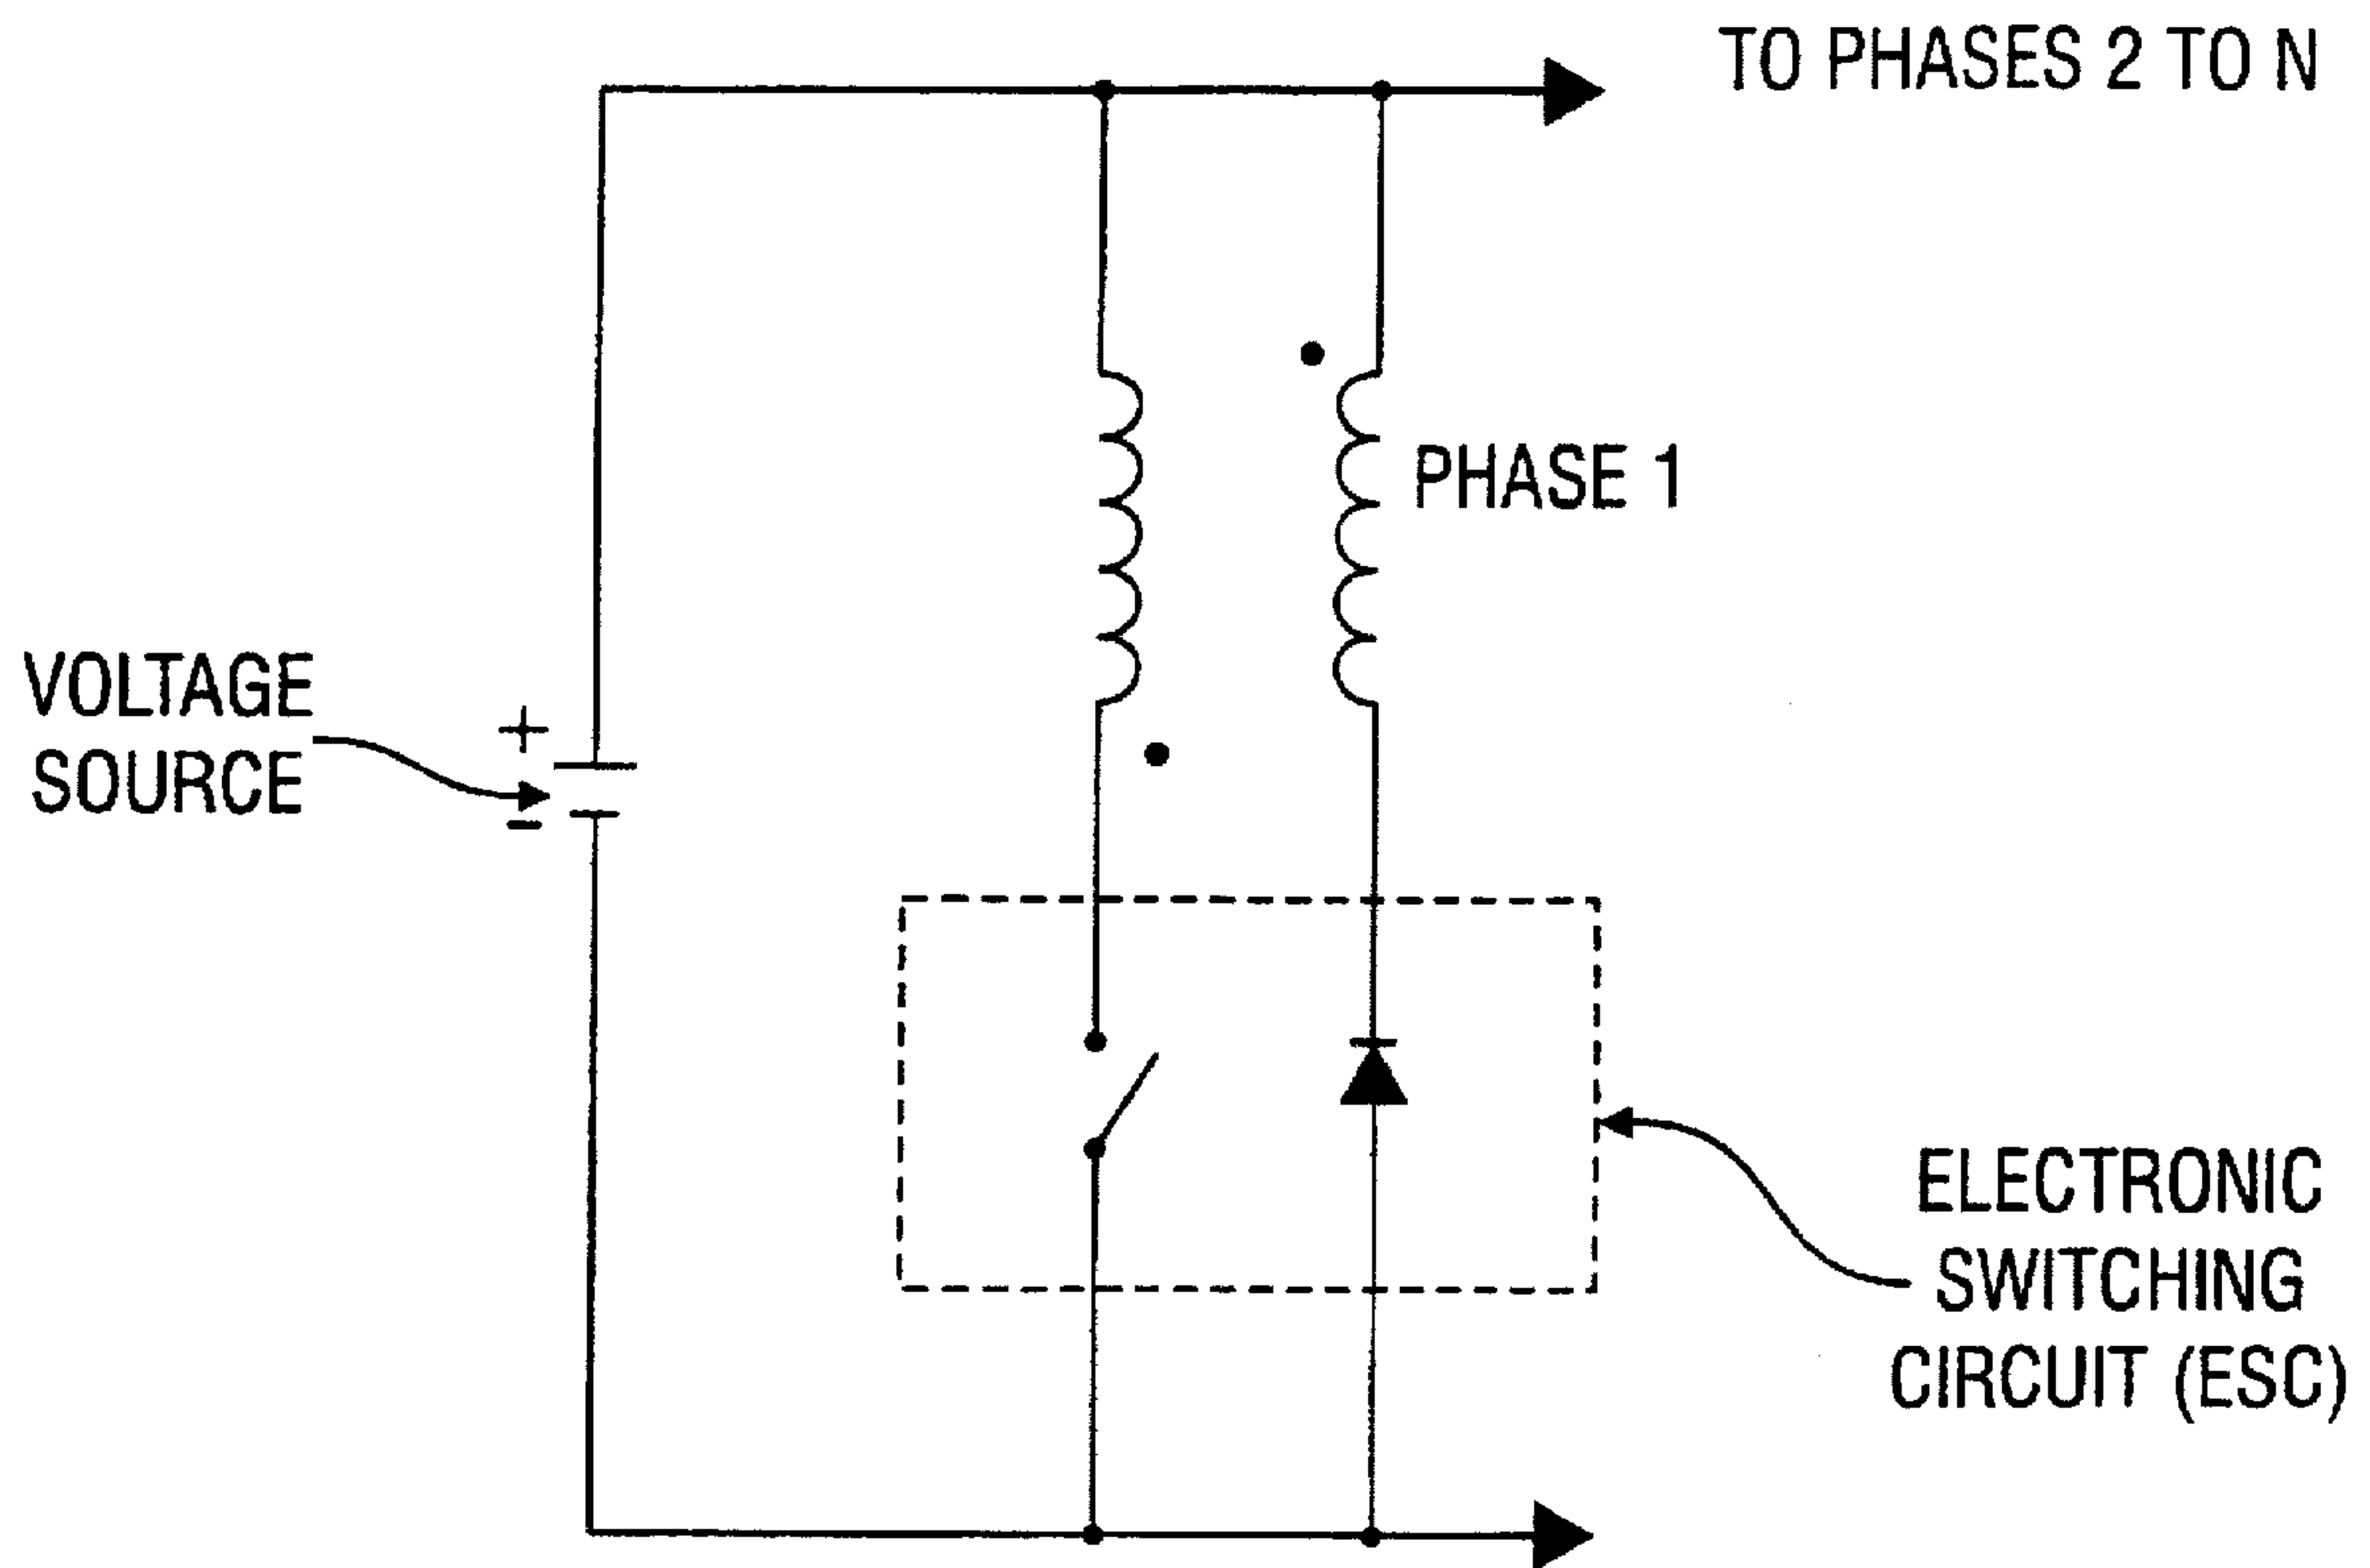 TO PHASES 2 TO N
PHASE 1
VOLTAGE
SOURCE
+
-
ELECTRONIC
SWITCHING
CIRCUIT (ESC)